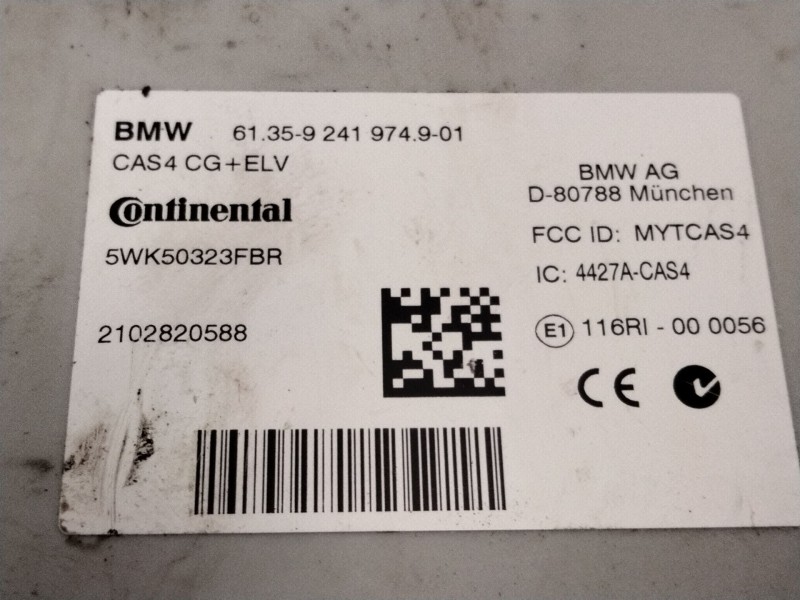 BMW 61.35-9 241 974.9-01
CAS4 CG+ELV
Continental
5WK50323FBR
2102820588
BMW AG
D-80788 München
FCC ID: MYTCAS4
IC: 4427A-CAS4
E1 116RI - 00 0056
CE